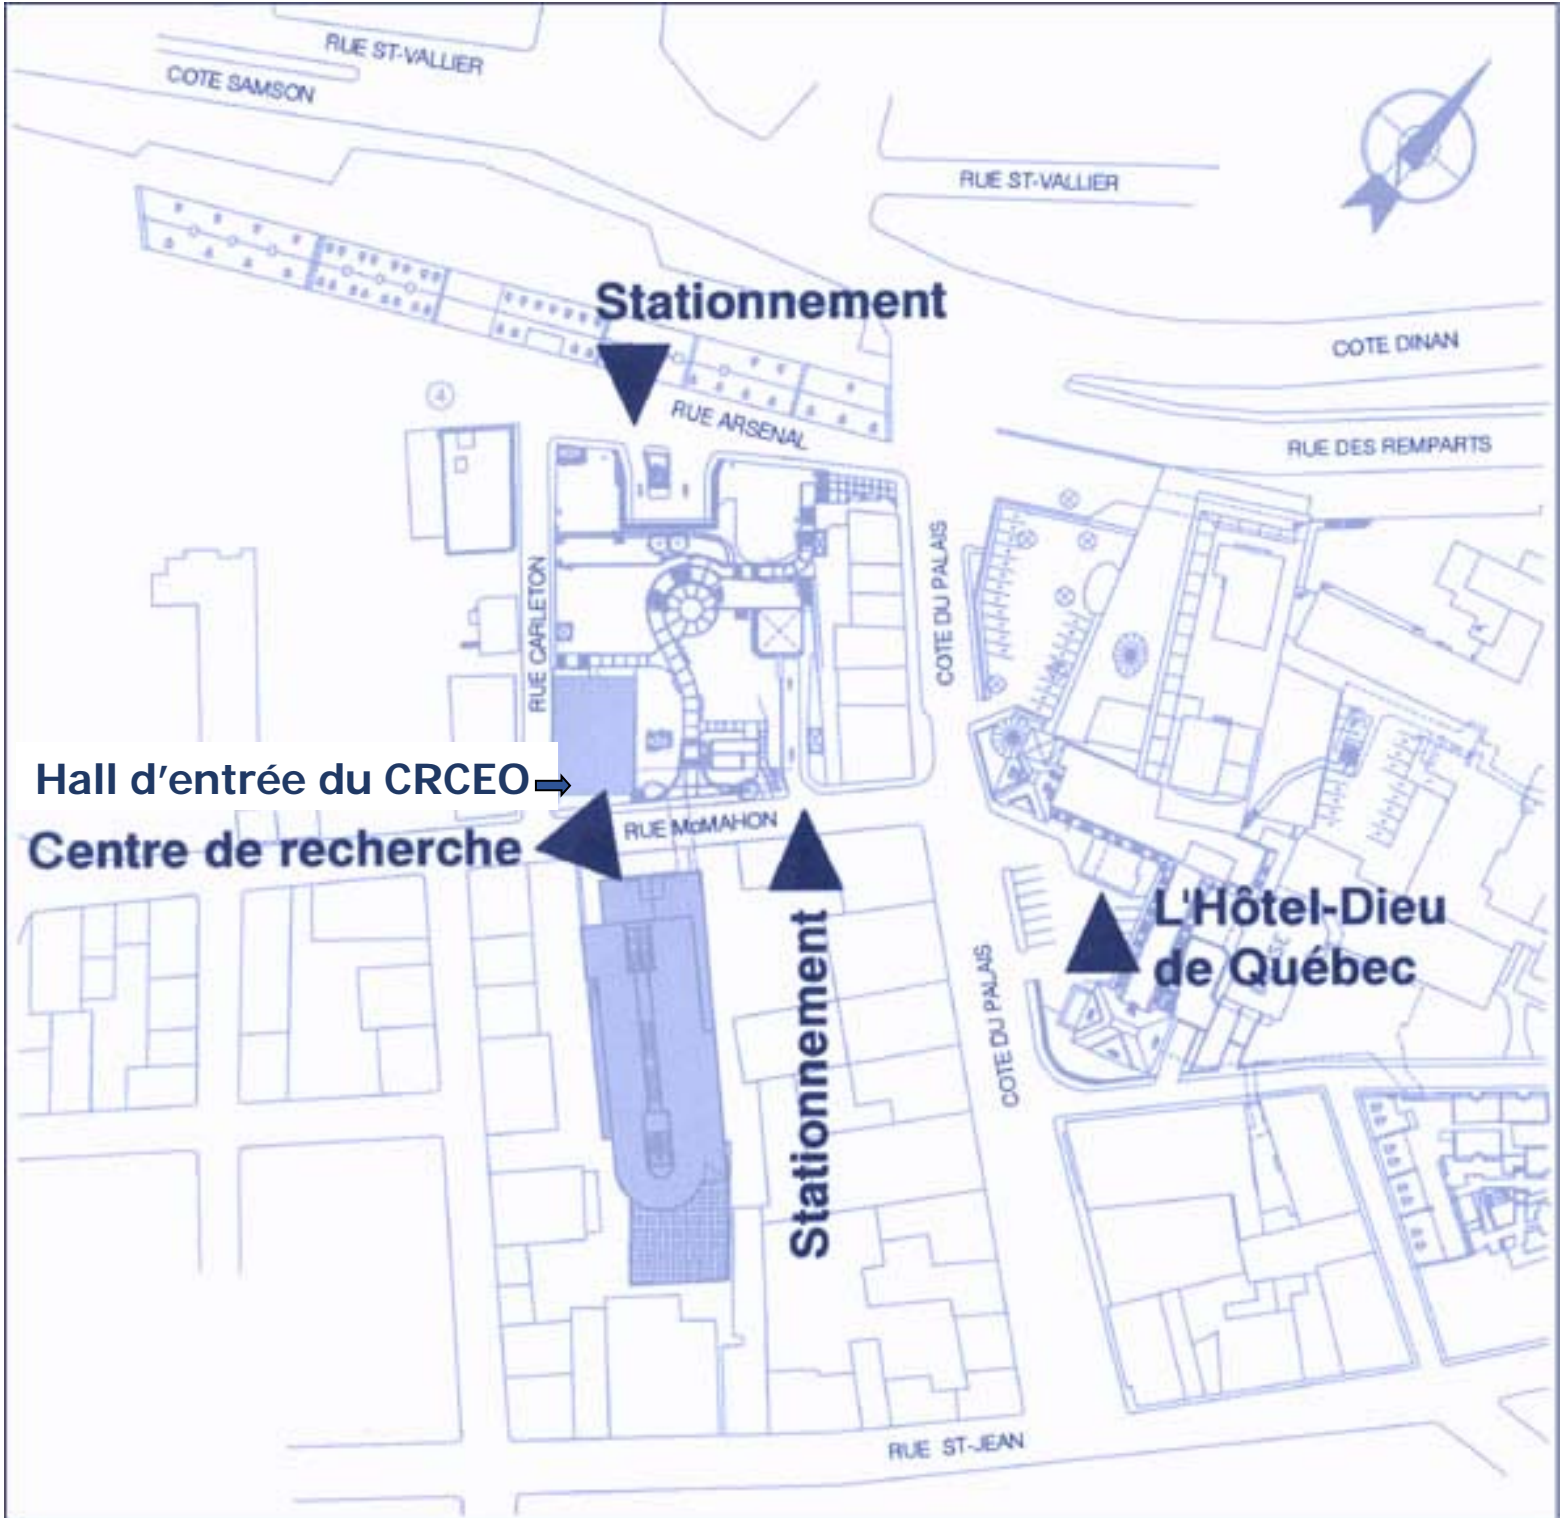 RUE ST-VALLIER
COTE SAMSON
RUE ST-VALLIER
Stationnement
COTE DINAN
RUE ARSENAL
RUE DES REMPARTS
4
RUE CARLETON
COTE DU PALAIS
Hall d'entrée du CRCEO
RUE McMAHON
Centre de recherche
L'Hôtel-Dieu
de Québec
Stationnement
COTE DU PALAIS
RUE ST-JEAN